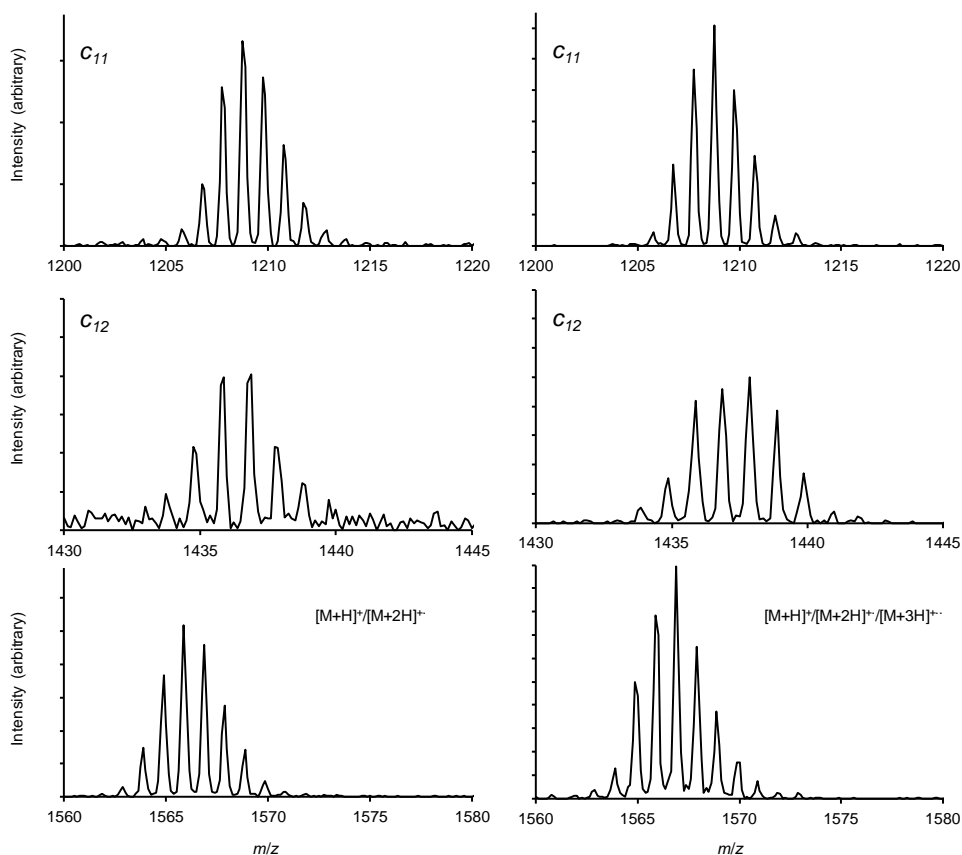 c11
c11
Intensity (arbitrary)
1200 1205 1210 1215 1220
1200 1205 1210 1215 1220
c12
c12
Intensity (arbitrary)
1430 1435 1440 1445
1430 1435 1440 1445
[M+H]+/[M+2H]+·
[M+H]+/[M+2H]+·/[M+3H]+··
Intensity (arbitrary)
1560 1565 1570 1575 1580
1560 1565 1570 1575 1580
m/z
m/z